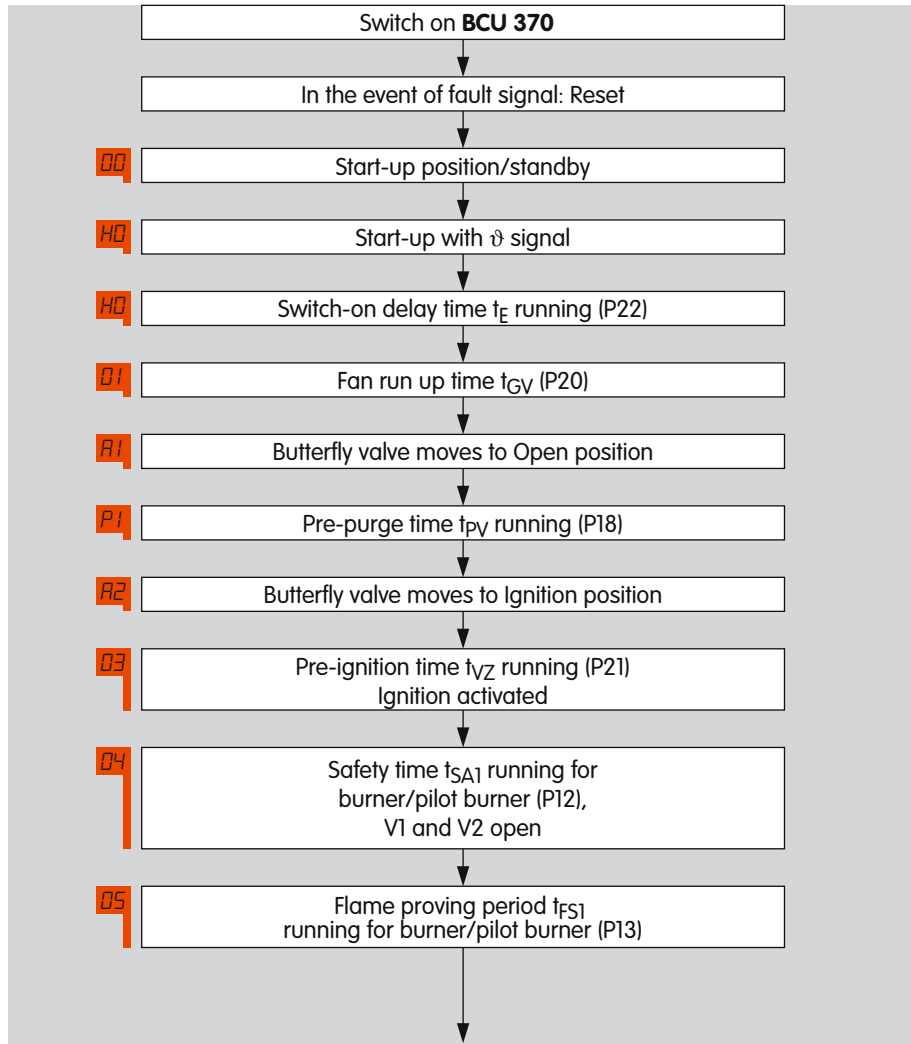 Switch on BCU 370
In the event of fault signal: Reset
00 Start-up position/standby
H0 Start-up with ϑ signal
H0 Switch-on delay time tE running (P22)
01 Fan run up time tGV (P20)
A1 Butterfly valve moves to Open position
P1 Pre-purge time tPV running (P18)
A2 Butterfly valve moves to Ignition position
03 Pre-ignition time tVZ running (P21)
Ignition activated
04 Safety time tSA1 running for
burner/pilot burner (P12),
V1 and V2 open
05 Flame proving period tFS1
running for burner/pilot burner (P13)